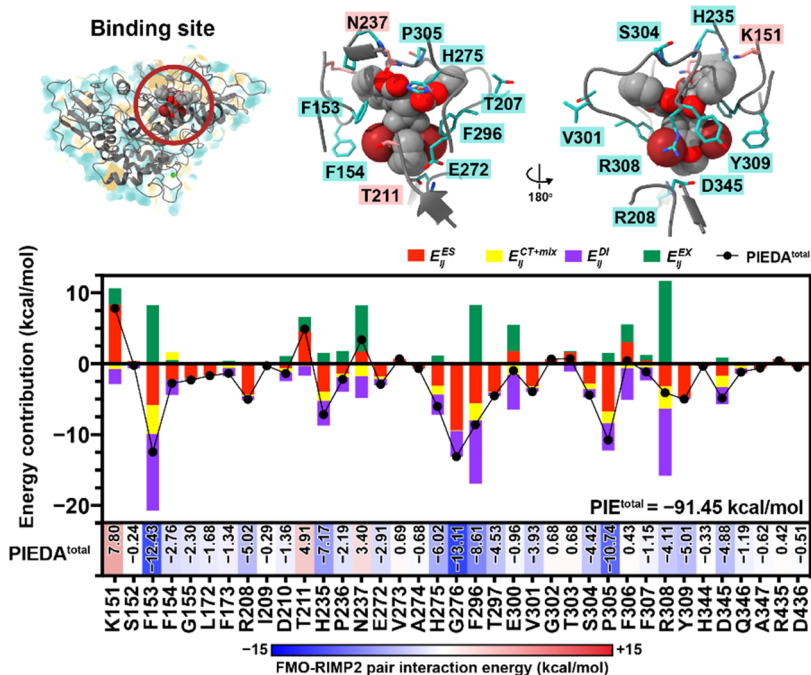 Binding site
N237
P305
H275
F153
T207
F296
F154
E272
T211
H235
S304
K151
V301
R308
Y309
D345
R208
180°
E_ij^ES E_ij^CT+mix E_ij^DI E_ij^EX PIEDA^total
Energy contribution (kcal/mol)
10
0
−10
−20
PIE^total = −91.45 kcal/mol
PIEDA^total
7.80 −0.24 −12.43 −2.76 −2.30 −1.68 −1.34 −5.02 −0.29 −1.36 4.91 −7.17 −2.19 3.40 −2.91 0.69 −0.68 −6.02 −13.11 −8.61 −4.53 −0.96 −3.93 0.68 0.68 −4.42 −10.74 0.43 −1.15 −4.11 −5.01 −0.33 −4.88 −1.19 −0.62 0.42 −0.51
K151 S152 F153 F154 G155 L172 F173 R208 I209 D210 T211 H235 P236 N237 E272 V273 A274 H275 G276 F296 T297 E300 V301 G302 T303 S304 P305 F306 F307 R308 Y309 H344 D345 Q346 A347 R435 D436
−15 +15
FMO-RIMP2 pair interaction energy (kcal/mol)